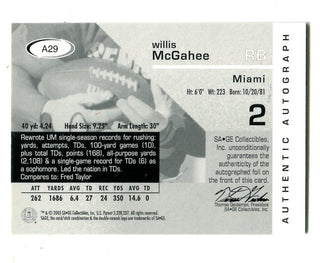 A29
willis
McGahee
RB
Miami
Ht: 6'0" Wt: 223 Born: 10/20/81
2
40 yd: 4.24 Hand Size: 9.25" Arm Length: 30"
Rewrote UM single-season records for rushing:
yards, attempts, TDs, 100-yard games (10),
plus total TDs, points (168), all-purpose yards
(2,108) & a single-game record for TDs (6) as
a sophomore. Led the nation in TDs.
Compares to: Fred Taylor
ATT YARDS AVG TD REC YDS AVG TD
262 1686 6.4 27 24 350 14.6 0
SA•GE Collectibles,
Inc. unconditionally
guarantees the
authenticity of the
autographed foil on
the front of this card.
AUTHENTIC AUTOGRAPH